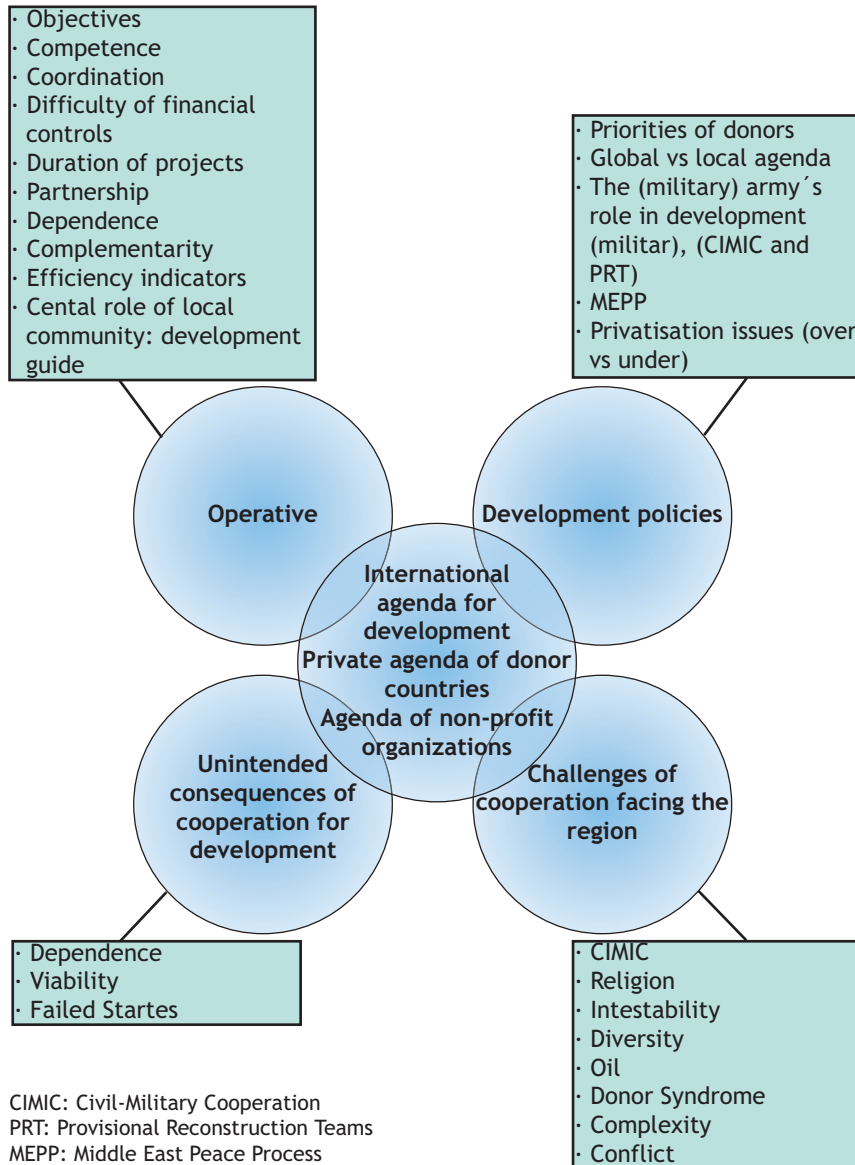 · Objectives
· Competence
· Coordination
· Difficulty of financial
controls
· Duration of projects
· Partnership
· Dependence
· Complementarity
· Efficiency indicators
· Cental role of local
community: development
guide
· Priorities of donors
· Global vs local agenda
· The (military) army´s
role in development
(militar), (CIMIC and
PRT)
· MEPP
· Privatisation issues (over
vs under)
Operative
Development policies
International
agenda for
development
Private agenda of donor
countries
Agenda of non-profit
organizations
Unintended
consequences of
cooperation for
development
Challenges of
cooperation facing the
region
· Dependence
· Viability
· Failed Startes
· CIMIC
· Religion
· Intestability
· Diversity
· Oil
· Donor Syndrome
· Complexity
· Conflict
CIMIC: Civil-Military Cooperation
PRT: Provisional Reconstruction Teams
MEPP: Middle East Peace Process